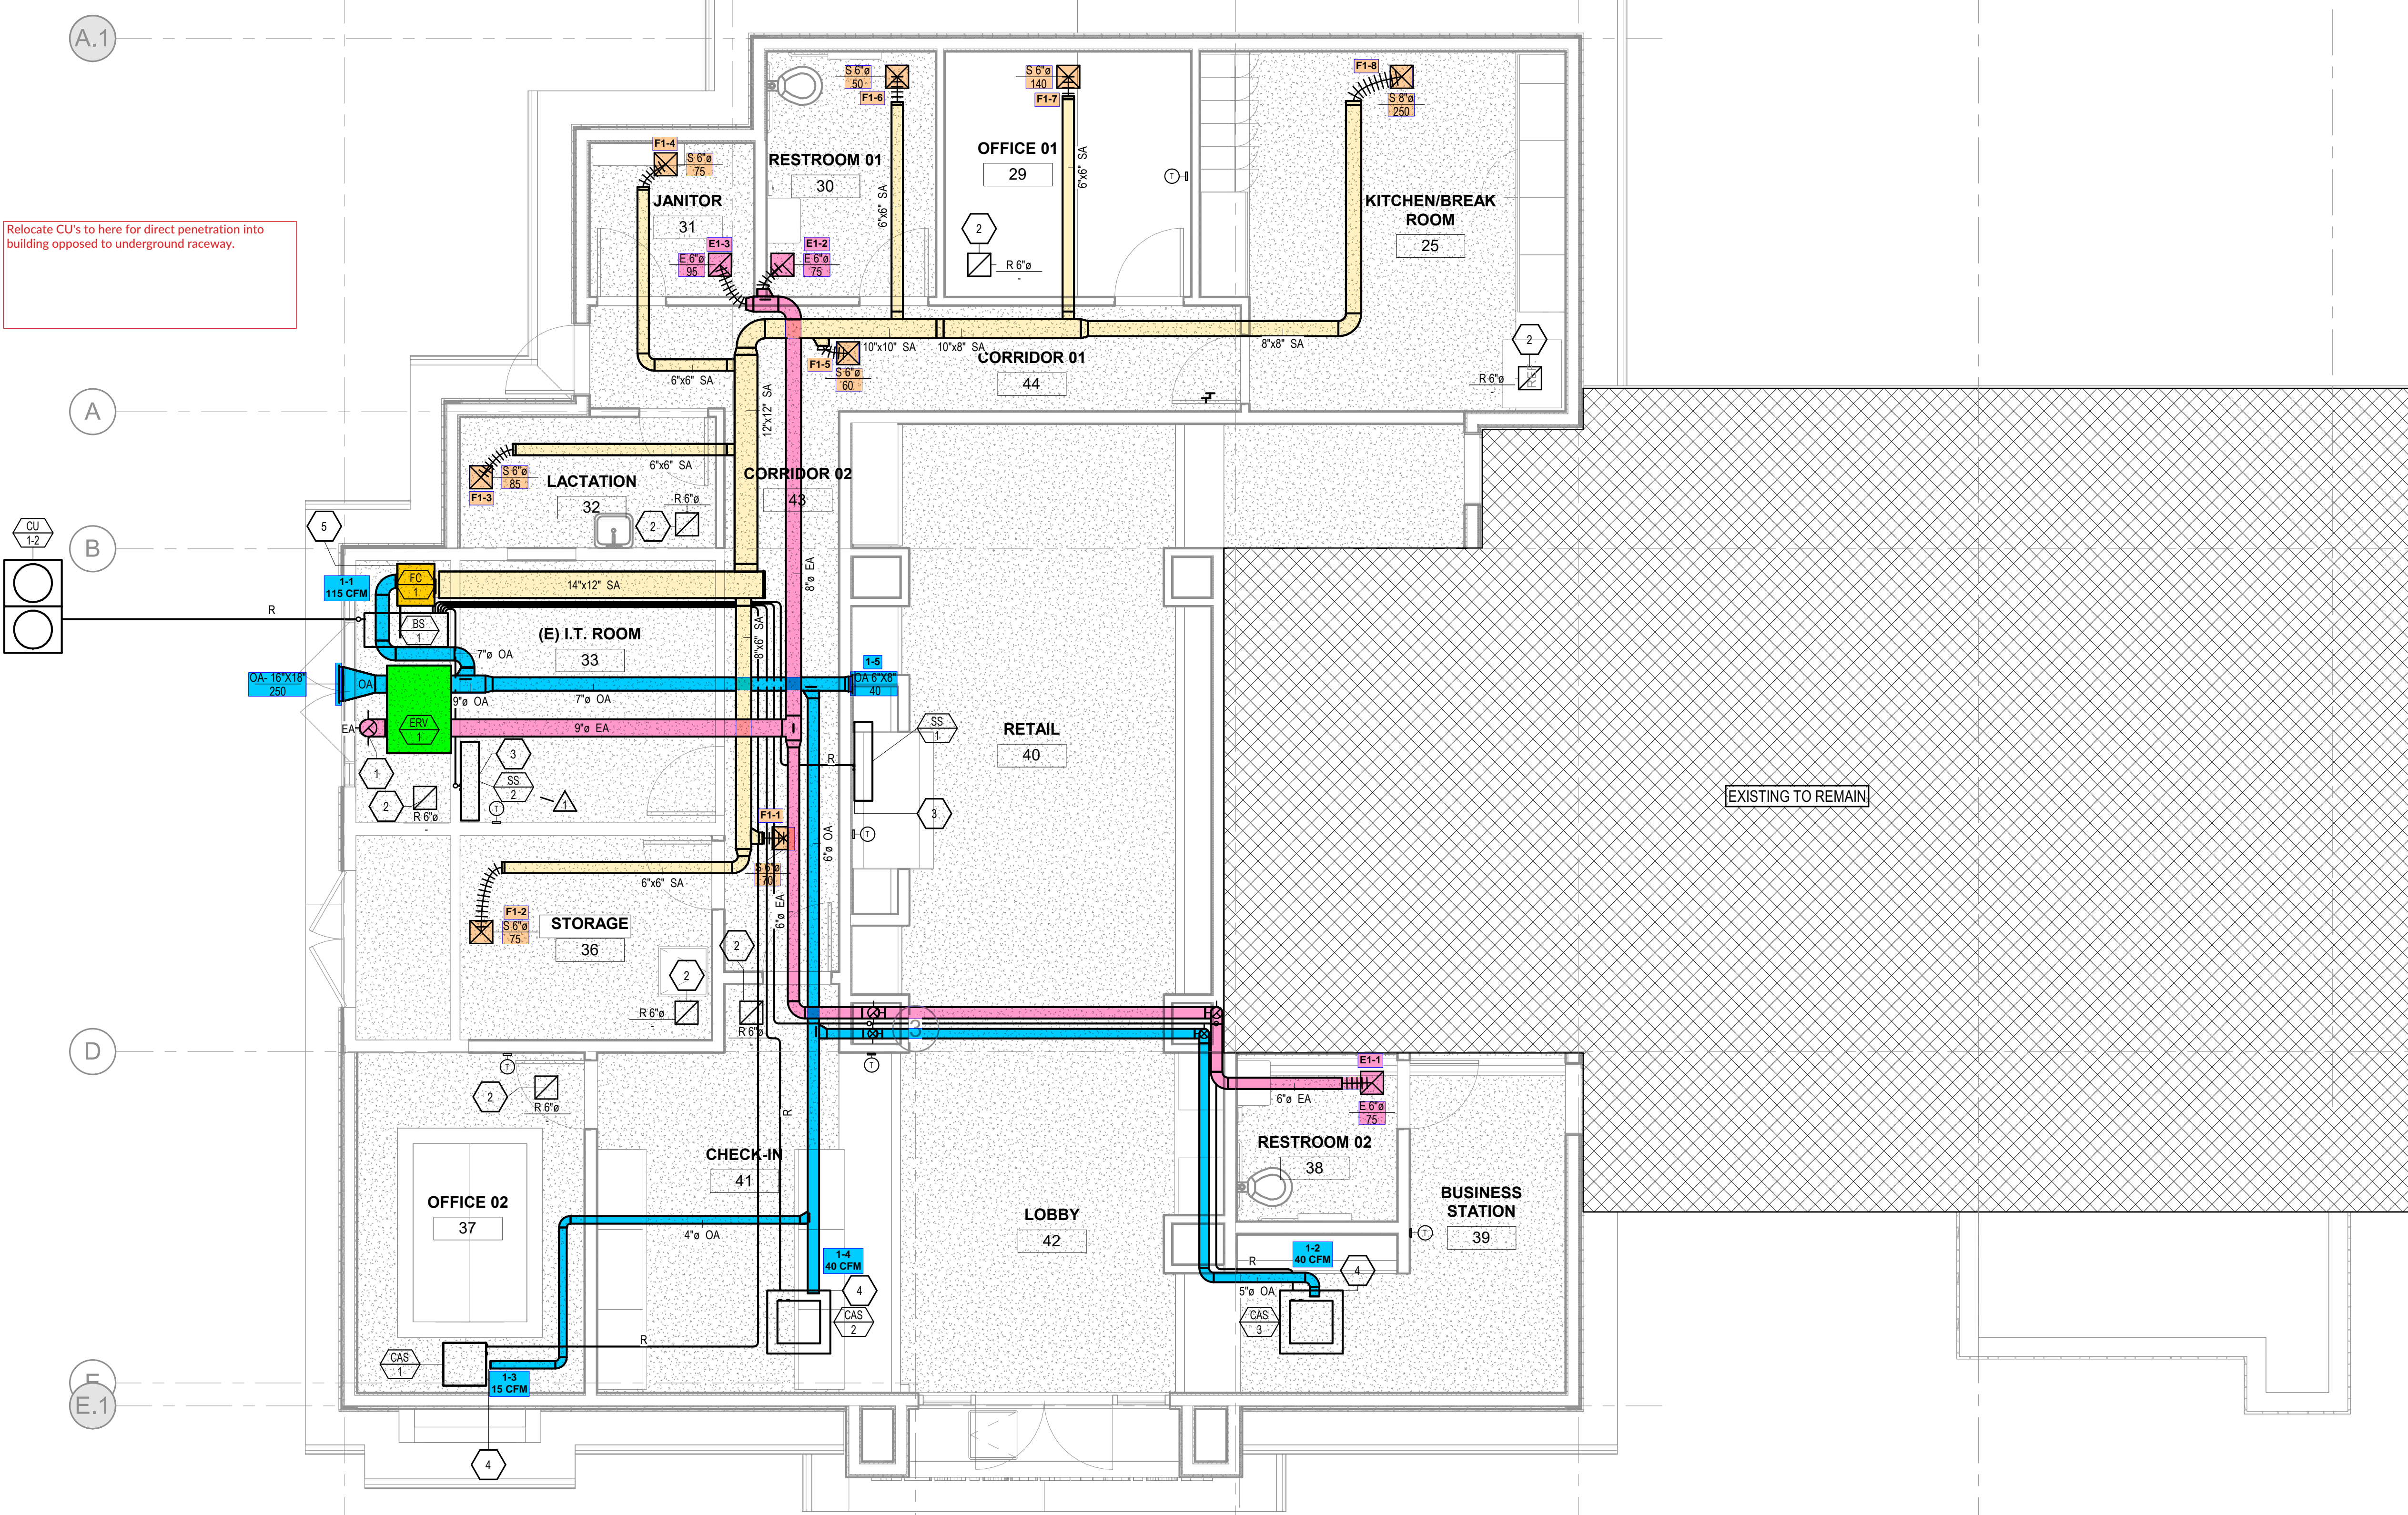 A.1
S 6"ø
50
F1-6
S 6"ø
140
F1-7
F1-8
S 8"ø
250
F1-4
S 6"ø
75
RESTROOM 01
30
OFFICE 01
29
6"x6" SA
6"x6" SA
T
JANITOR
31
KITCHEN/BREAK
ROOM
25
Relocate CU's to here for direct penetration into
building opposed to underground raceway.
2
R 6"ø
-
E1-3
E 6"ø
95
E1-2
E 6"ø
75
10"x10" SA
10"x8" SA
8"x8" SA
CORRIDOR 01
44
F1-5
S 6"ø
60
2
R 6"ø
-
REF
6"x6" SA
12"x12" SA
A
6"x6" SA
S 6"ø
85
F1-3
LACTATION
32
CORRIDOR 02
43
R 6"ø
-
2
CU
1-2
5
B
1-1
115 CFM
FC
1
14"x12" SA
8"ø EA
R
BS
1
(E) I.T. ROOM
33
8"x6" SA
7"ø OA
OA- 16"X18"
250
OA
9"ø OA
7"ø OA
1-5
OA 6"X8"
40
EA
ERV
1
9"ø EA
SS
1
RETAIL
40
R
1
2
R 6"ø
-
3
SS
2
1
T
3
T
F1-1
S 6"ø
70
6"ø OA
EXISTING TO REMAIN
6"x6" SA
F1-2
S 6"ø
75
STORAGE
36
6"ø EA
2
2
R 6"ø
-
R 6"ø
-
3
D
T
T
2
R 6"ø
-
E1-1
E 6"ø
75
6"ø EA
R
RESTROOM 02
38
CHECK-IN
41
OFFICE 02
37
BUSINESS
STATION
39
LOBBY
42
T
4"ø OA
1-4
40 CFM
1-2
40 CFM
R
4
5"ø OA
4
CAS
2
CAS
3
R
CAS
1
1-3
15 CFM
E.1
4